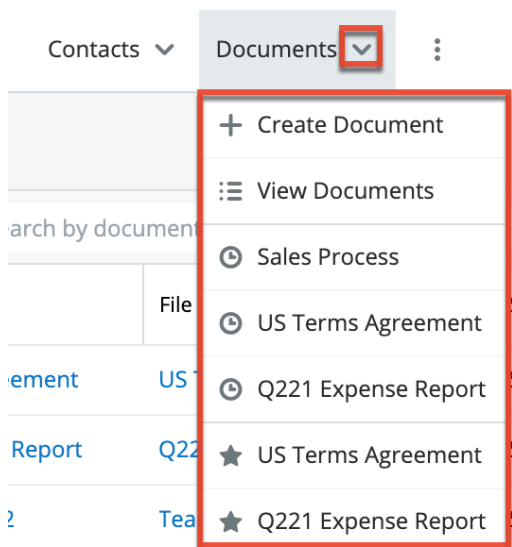 Contacts
Documents
Create Document
View Documents
earch by document
Sales Process
File
US Terms Agreement
ement
US
Q221 Expense Report
Report
Q22
US Terms Agreement
2
Tea
Q221 Expense Report